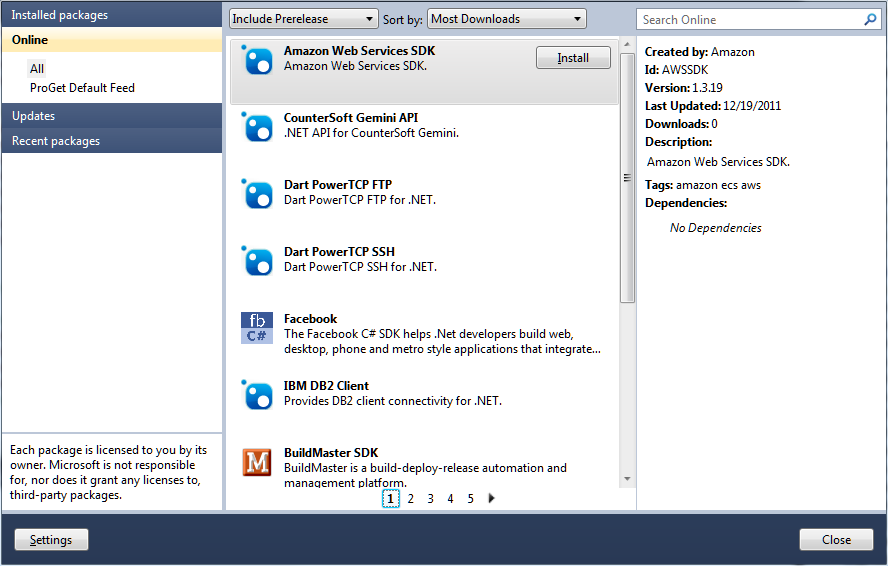 Installed packages
Online
All
ProGet Default Feed
Updates
Recent packages
Each package is licensed to you by its
owner. Microsoft is not responsible
for, nor does it grant any licenses to,
third-party packages.
Include Prerelease
Sort by:
Most Downloads
Amazon Web Services SDK
Amazon Web Services SDK.
Install
CounterSoft Gemini API
.NET API for CounterSoft Gemini.
Dart PowerTCP FTP
Dart PowerTCP FTP for .NET.
Dart PowerTCP SSH
Dart PowerTCP SSH for .NET.
fb
C#
Facebook
The Facebook C# SDK helps .Net developers build web,
desktop, phone and metro style applications that integrate...
IBM DB2 Client
Provides DB2 client connectivity for .NET.
M
BuildMaster SDK
BuildMaster is a build-deploy-release automation and
management platform.
1 2 3 4 5
Search Online
Created by: Amazon
Id: AWSSDK
Version: 1.3.19
Last Updated: 12/19/2011
Downloads: 0
Description:
Amazon Web Services SDK.
Tags: amazon ecs aws
Dependencies:
No Dependencies
Settings
Close